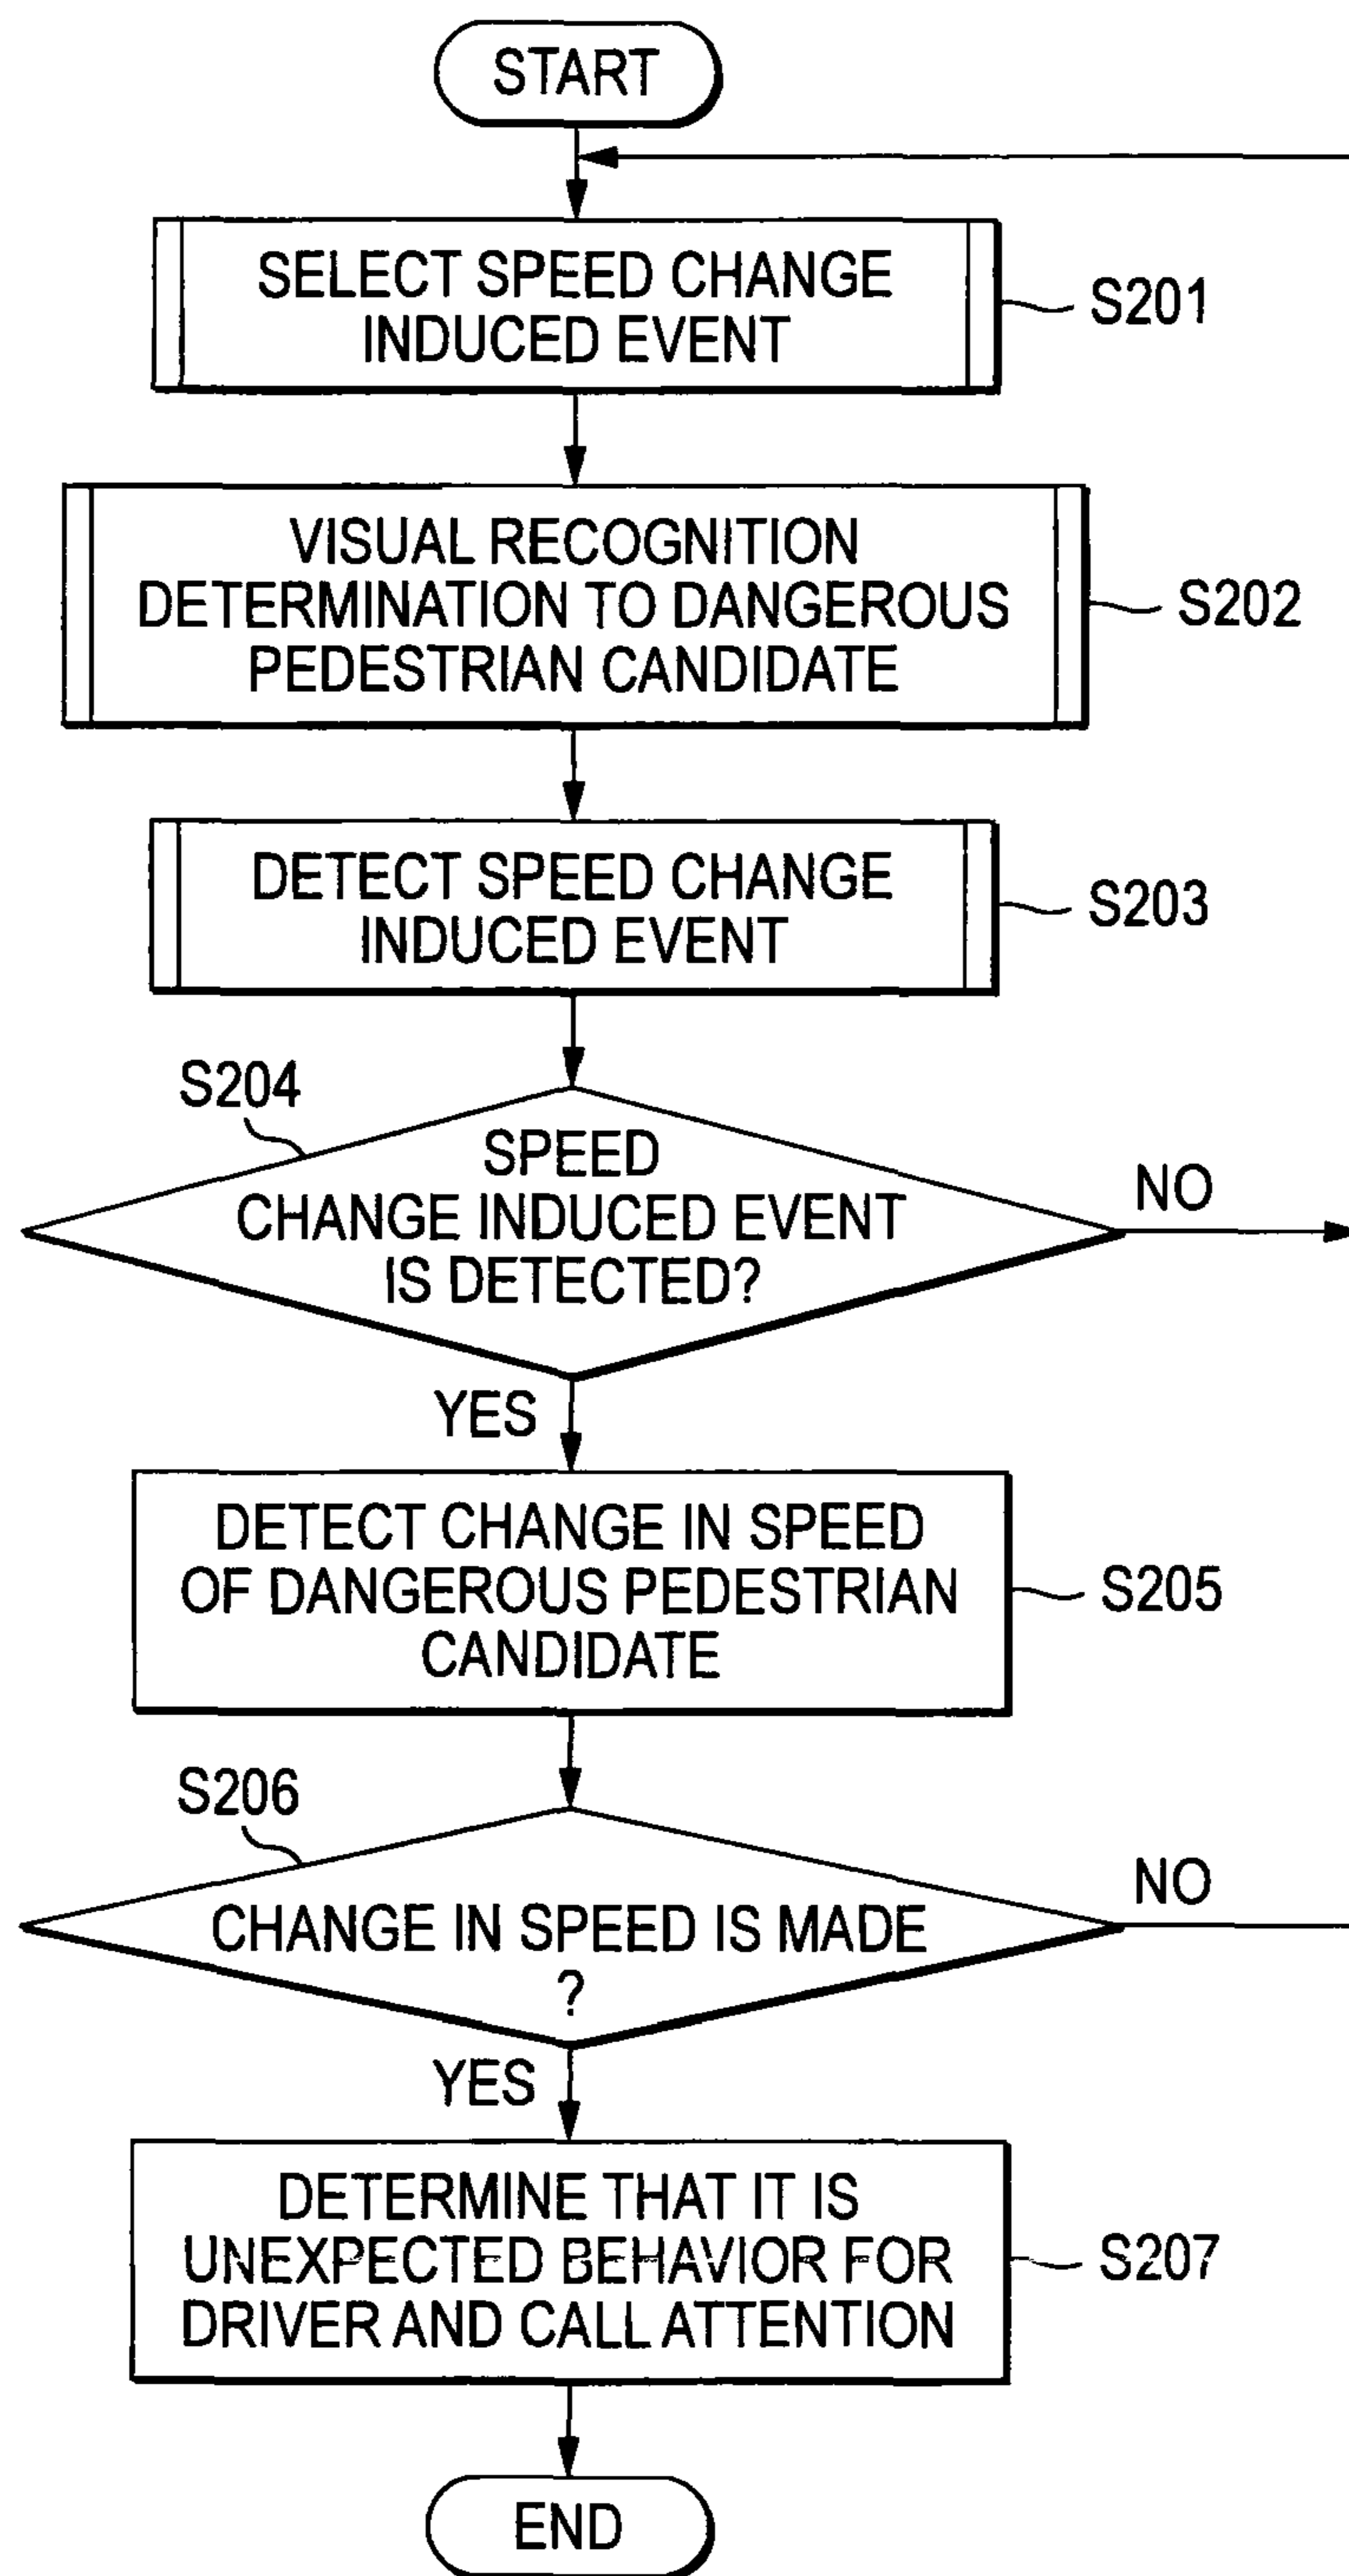 START
SELECT SPEED CHANGE
INDUCED EVENT
S201
VISUAL RECOGNITION
DETERMINATION TO DANGEROUS
PEDESTRIAN CANDIDATE
S202
DETECT SPEED CHANGE
INDUCED EVENT
S203
S204
SPEED
CHANGE INDUCED EVENT
IS DETECTED?
NO
YES
DETECT CHANGE IN SPEED
OF DANGEROUS PEDESTRIAN
CANDIDATE
S205
S206
CHANGE IN SPEED IS MADE
?
NO
YES
DETERMINE THAT IT IS
UNEXPECTED BEHAVIOR FOR
DRIVER AND CALL ATTENTION
S207
END